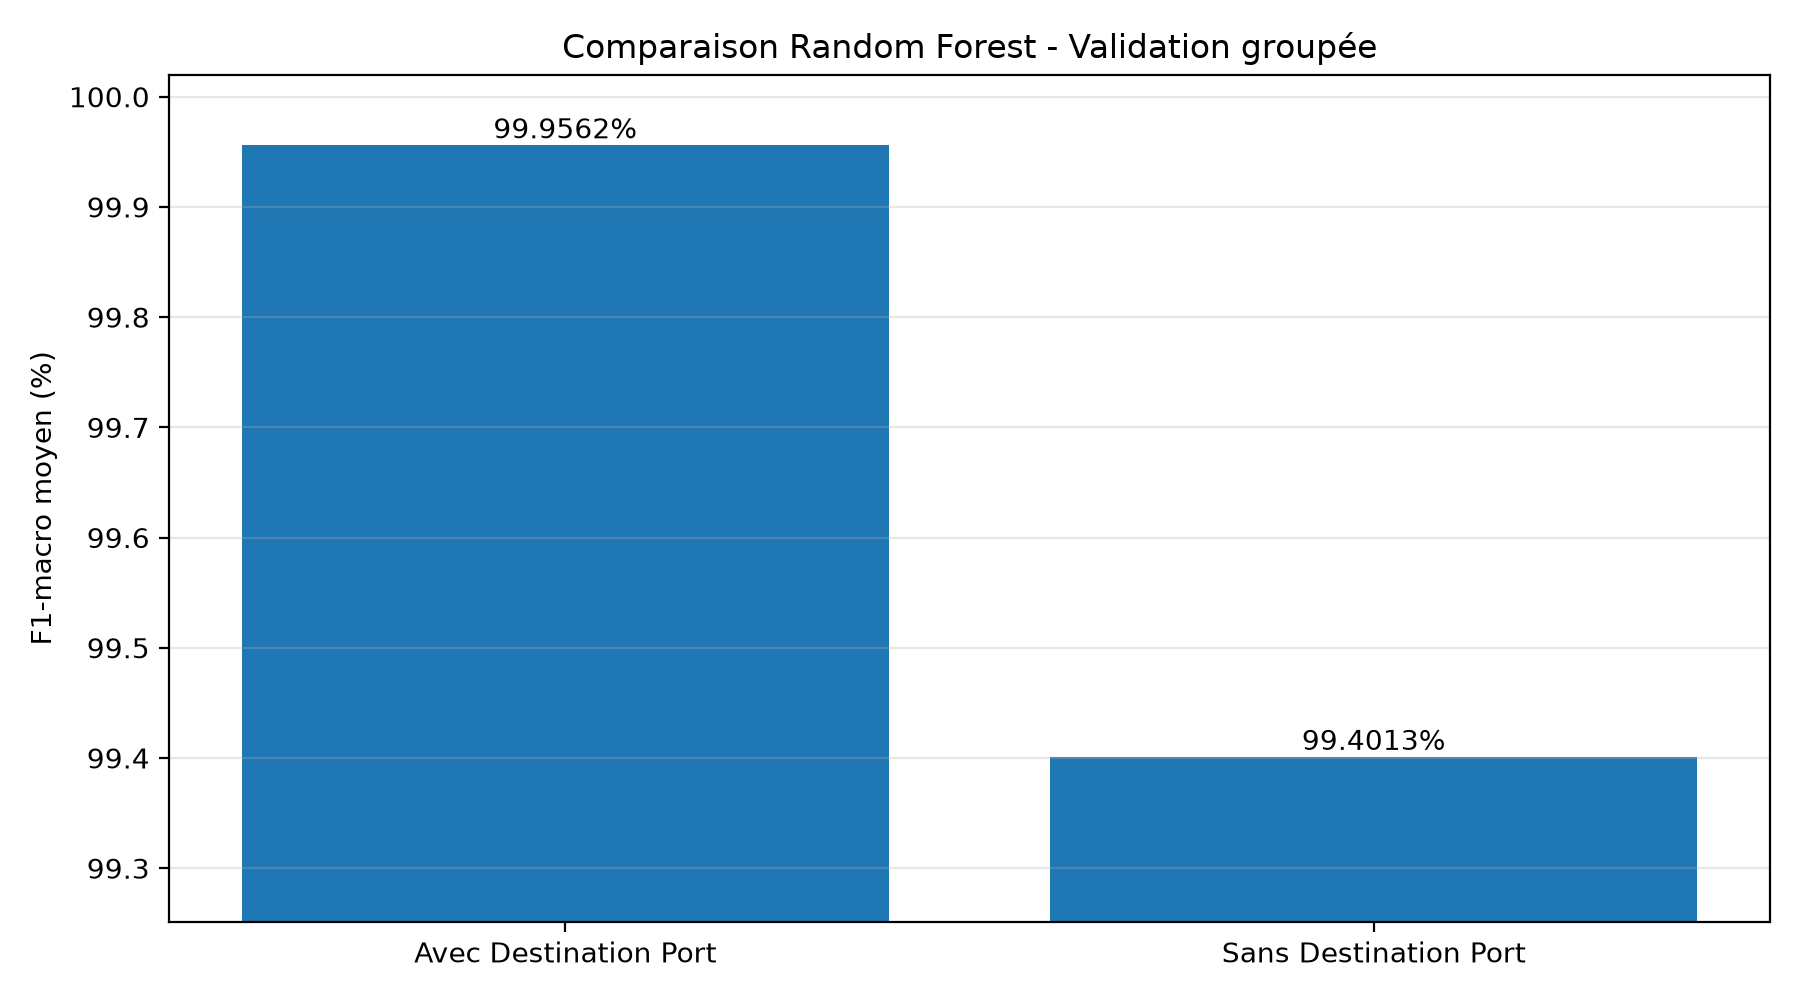 Comparaison Random Forest - Validation groupée
F1-macro moyen (%)
100.0
99.9
99.8
99.7
99.6
99.5
99.4
99.3
99.9562%
99.4013%
Avec Destination Port
Sans Destination Port